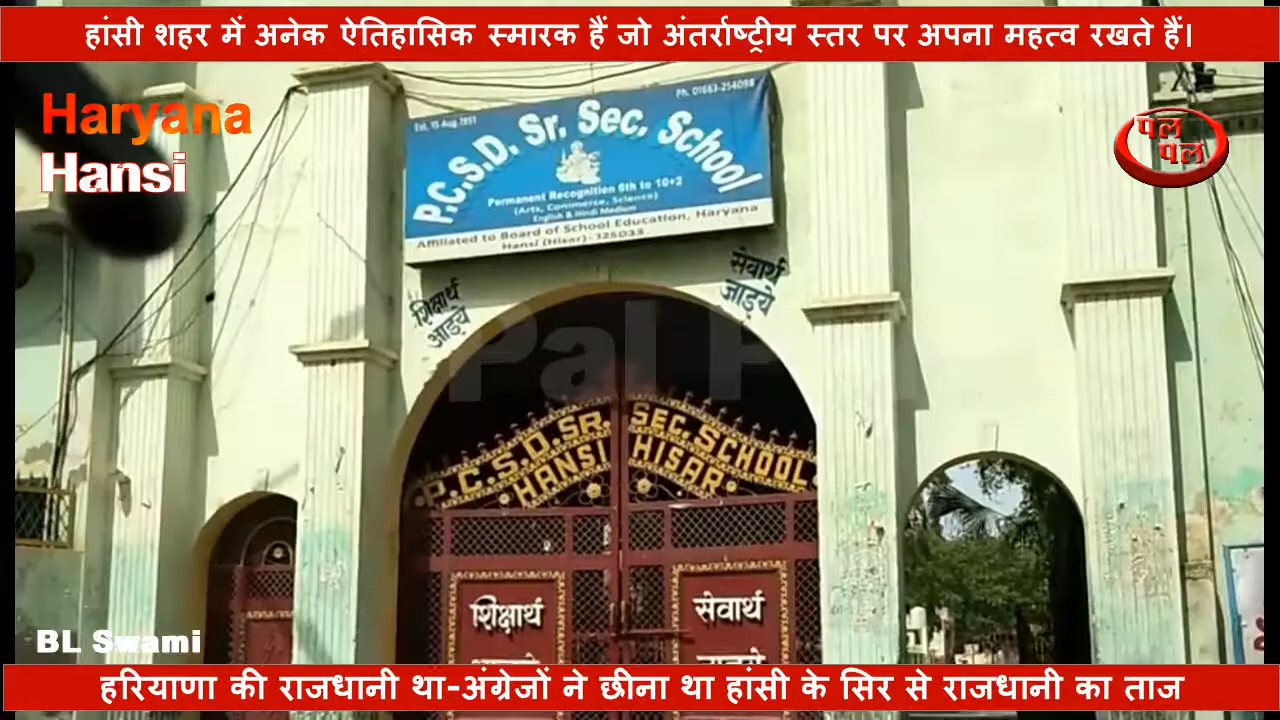 हांसी शहर में अनेक ऐतिहासिक स्मारक हैं जो अंतर्राष्ट्रीय स्तर पर अपना महत्व रखते हैं।
Haryana
Hansi
पल
पल
Ph. 01663-254098
Est. 15 Aug. 1951
P.C.S.D. Sr. Sec. School
Permanent Recognition 6th to 10+2
(Arts, Commerce, Science)
English & Hindi Medium
Affiliated to Board of School Education, Haryana
Hansi (Hisar)-125033
शिक्षार्थ
आइये
सेवार्थ
जाइये
Pal P
P.C.S.D.SR. SEC. SCHOOL
HANSI HISAR
शिक्षार्थ
सेवार्थ
BL Swami
हरियाणा की राजधानी था-अंग्रेजों ने छीना था हांसी के सिर से राजधानी का ताज